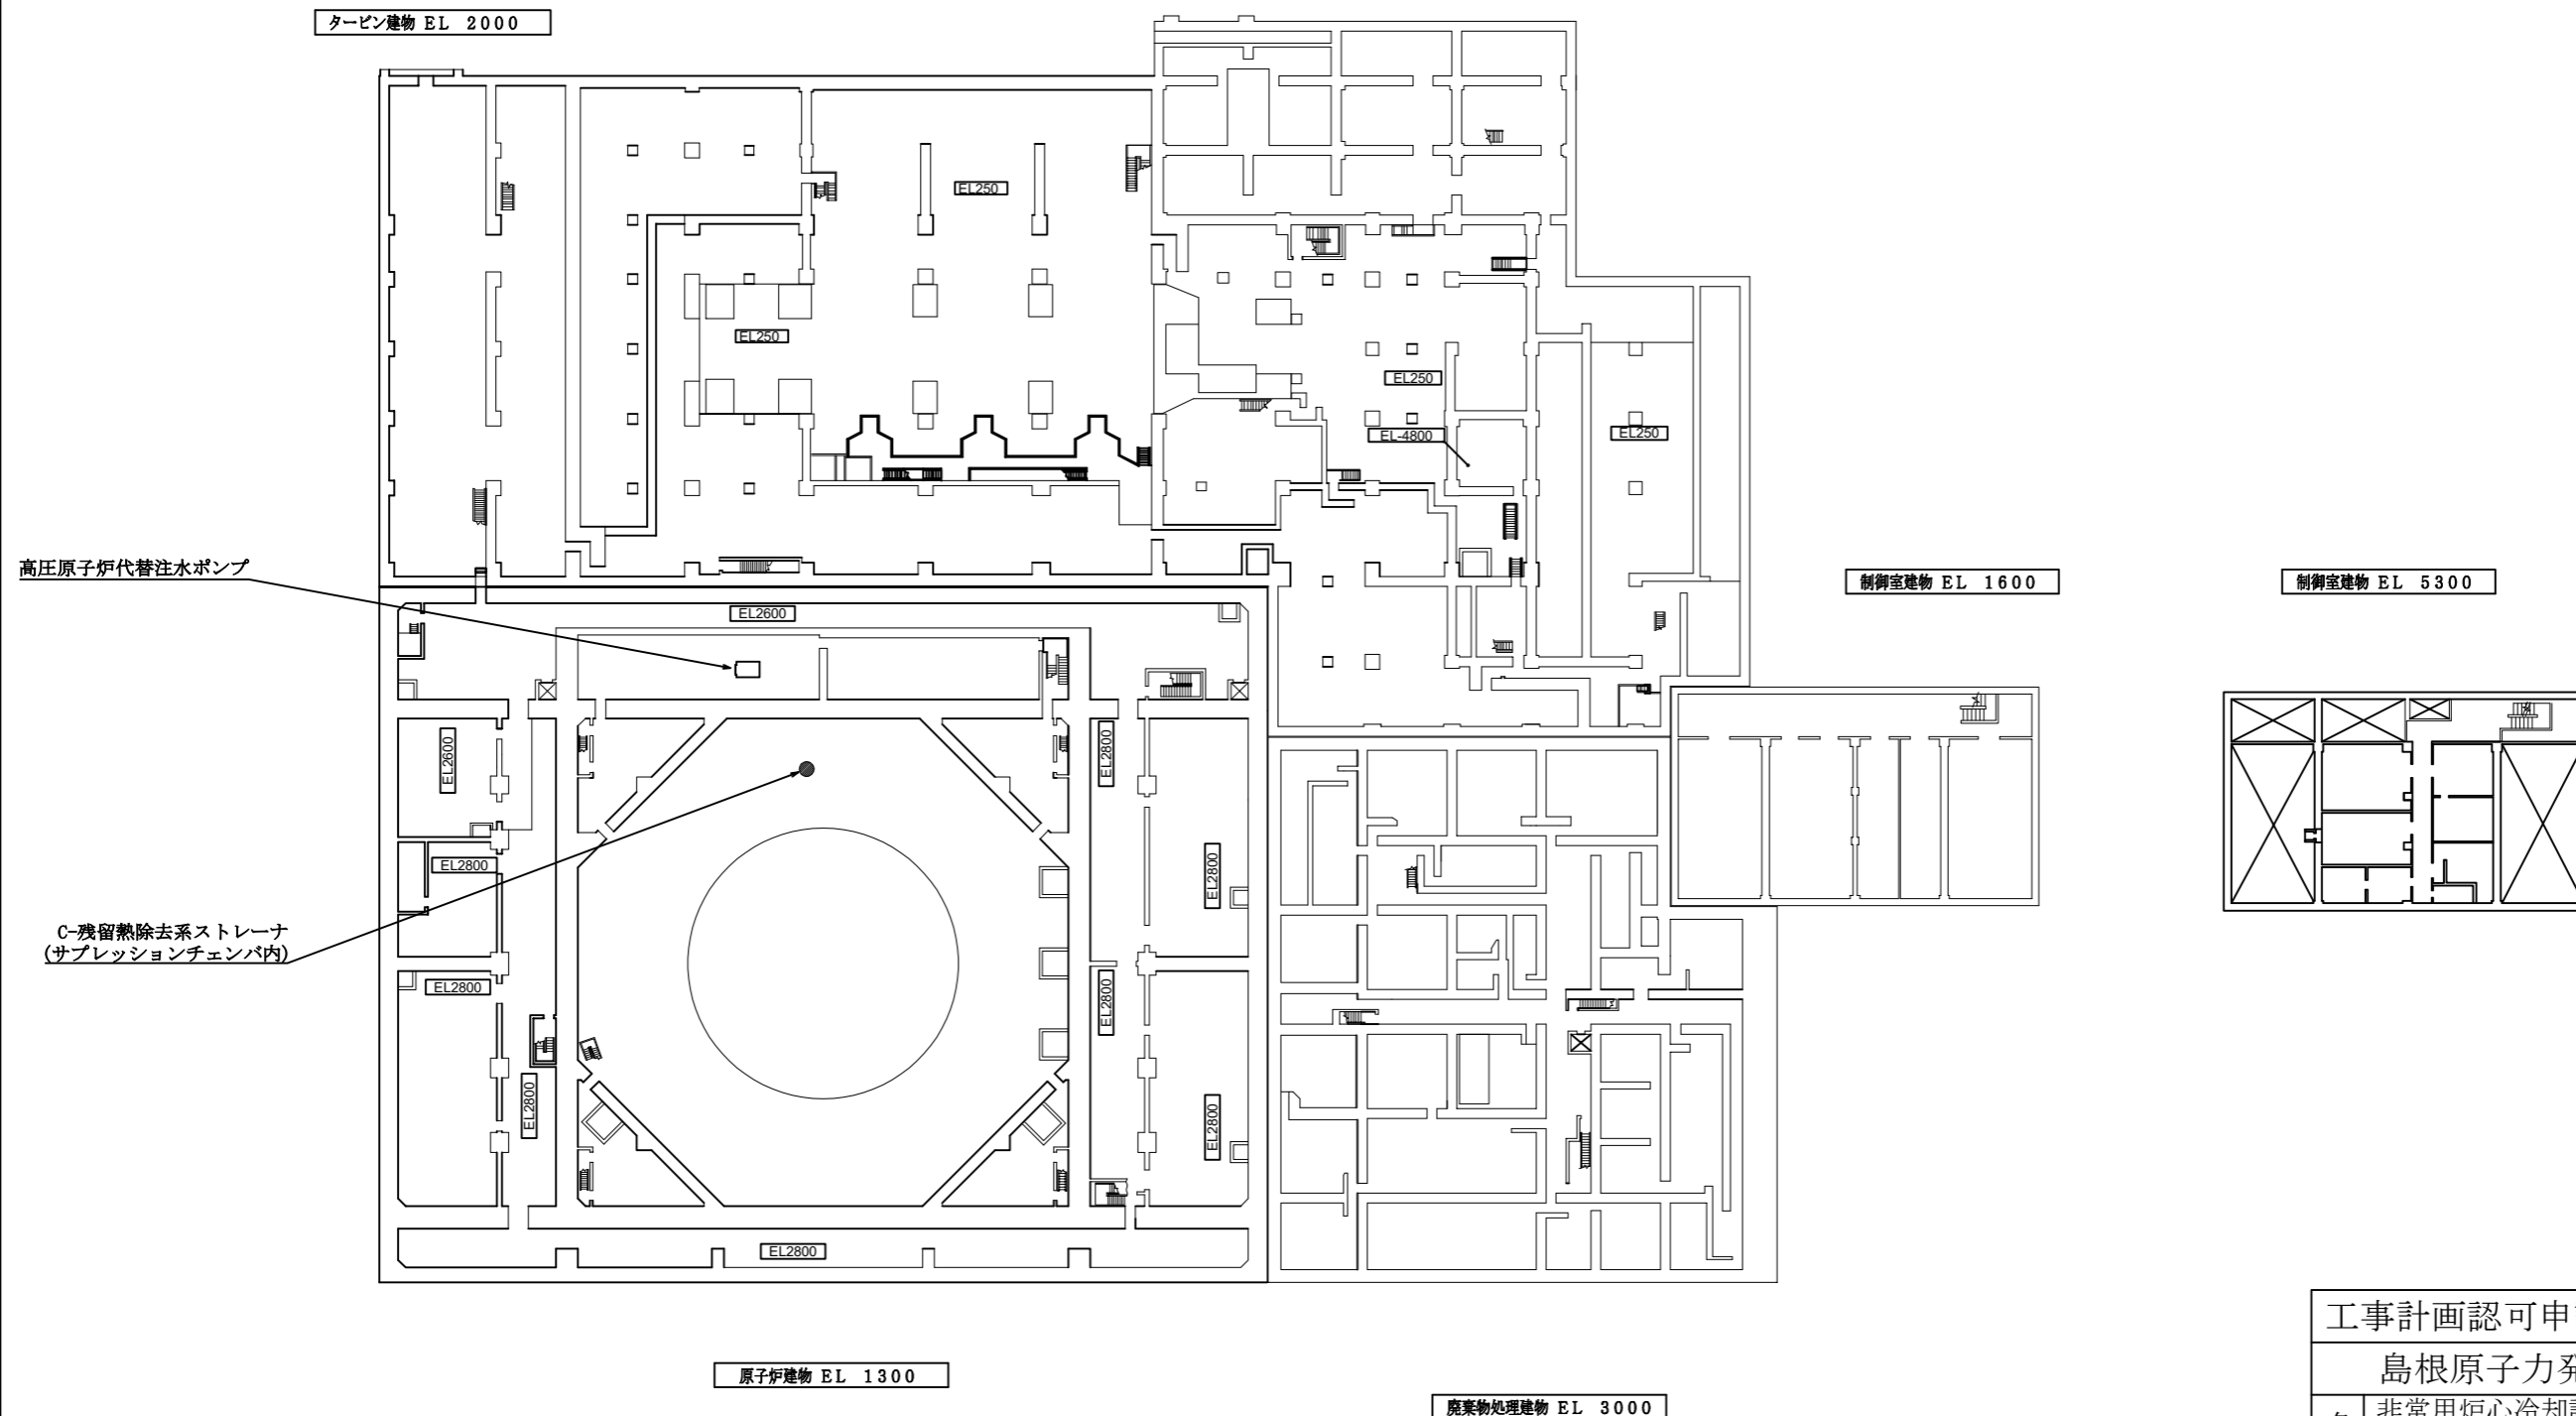 タービン建物 EL 2000
EL250
EL250
EL250
EL-4800
EL250
高圧原子炉代替注水ポンプ
制御室建物 EL 1600
制御室建物 EL 5300
EL2600
EL2600
EL2800
EL2800
EL2800
C-残留熱除去系ストレーナ
(サプレッションチェンバ内)
EL2800
EL2800
EL2800
EL2800
EL2800
原子炉建物 EL 1300
廃棄物処理建物 EL 3000
工事計画認可申
島根原子力発
非常用炉心冷却